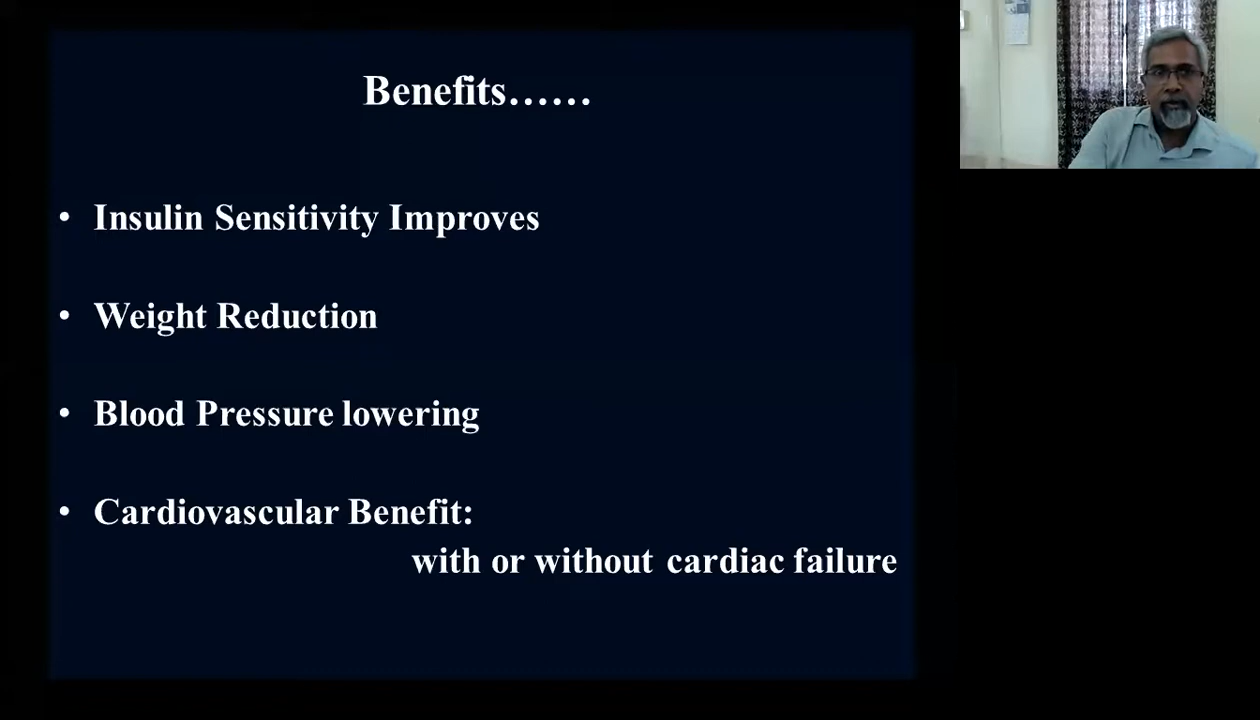 Benefits……
• Insulin Sensitivity Improves
• Weight Reduction
• Blood Pressure lowering
• Cardiovascular Benefit:
with or without cardiac failure